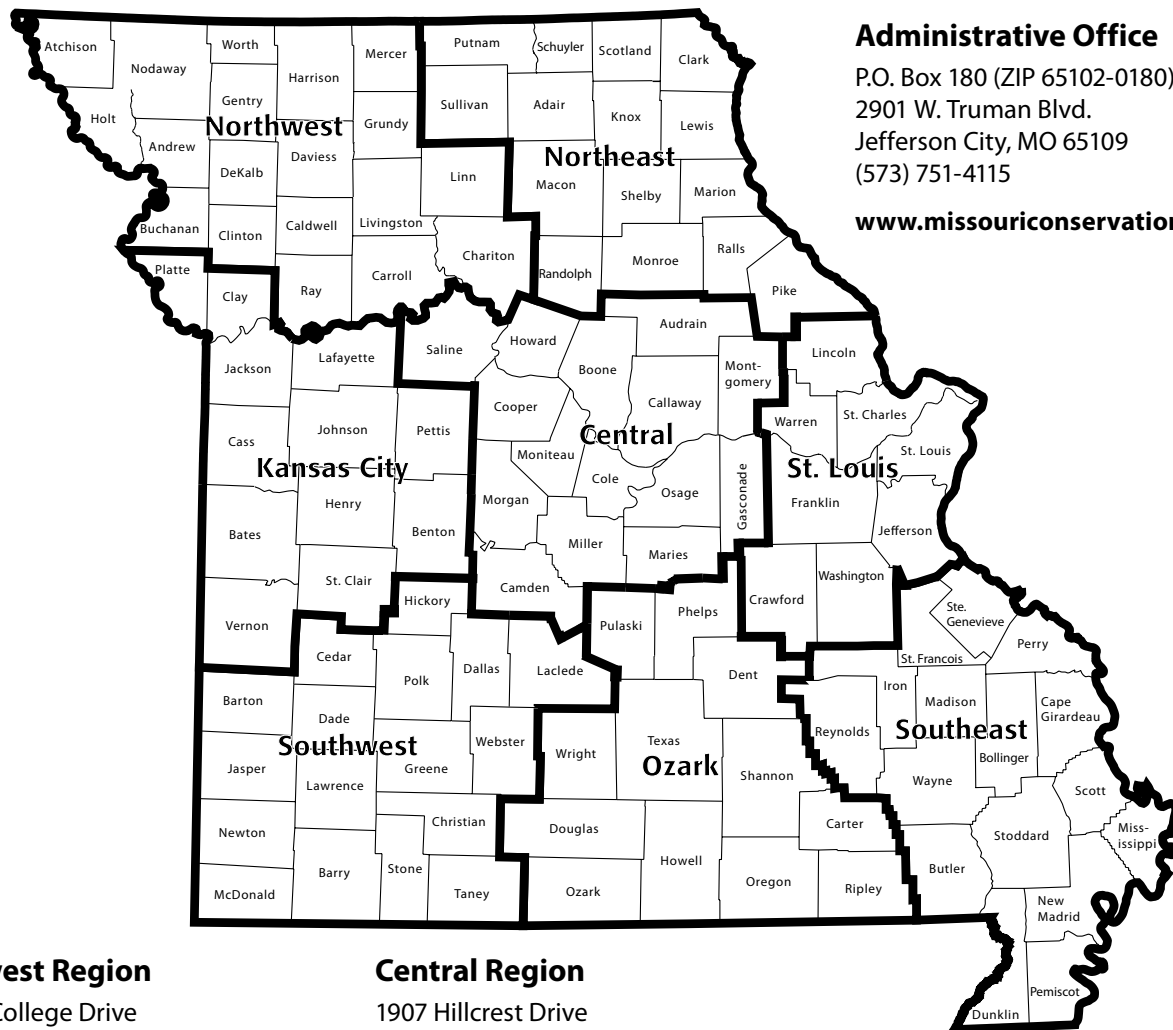 Administrative Office
P.O. Box 180 (ZIP 65102-0180)
2901 W. Truman Blvd.
Jefferson City, MO 65109
(573) 751-4115
www.missouriconservation
Atchison
Nodaway
Worth
Mercer
Harrison
Gentry
Holt
Andrew
Northwest
Grundy
Daviess
DeKalb
Linn
Buchanan
Clinton
Caldwell
Livingston
Chariton
Carroll
Ray
Putnam
Schuyler
Scotland
Clark
Sullivan
Adair
Knox
Lewis
Northeast
Macon
Shelby
Marion
Randolph
Monroe
Ralls
Pike
Platte
Clay
Jackson
Lafayette
Cass
Johnson
Pettis
Kansas City
Henry
Bates
Benton
St. Clair
Vernon
Saline
Howard
Boone
Audrain
Mont-
gomery
Callaway
Cooper
Central
Moniteau
Cole
Morgan
Osage
Gasconade
Miller
Maries
Camden
Lincoln
Warren
St. Charles
St. Louis
St. Louis
Franklin
Jefferson
Washington
Crawford
Hickory
Cedar
Polk
Dallas
Laclede
Barton
Dade
Southwest
Webster
Jasper
Greene
Lawrence
Christian
Newton
Barry
Stone
Taney
McDonald
Pulaski
Phelps
Dent
Wright
Texas
Ozark
Shannon
Douglas
Howell
Carter
Ozark
Oregon
Ripley
Ste.
Genevieve
Perry
St. Francois
Iron
Madison
Cape
Girardeau
Reynolds
Southeast
Bollinger
Wayne
Scott
Stoddard
Miss-
issippi
Butler
New
Madrid
Pemiscot
Dunklin
est Region
ollege Drive
Central Region
1907 Hillcrest Drive